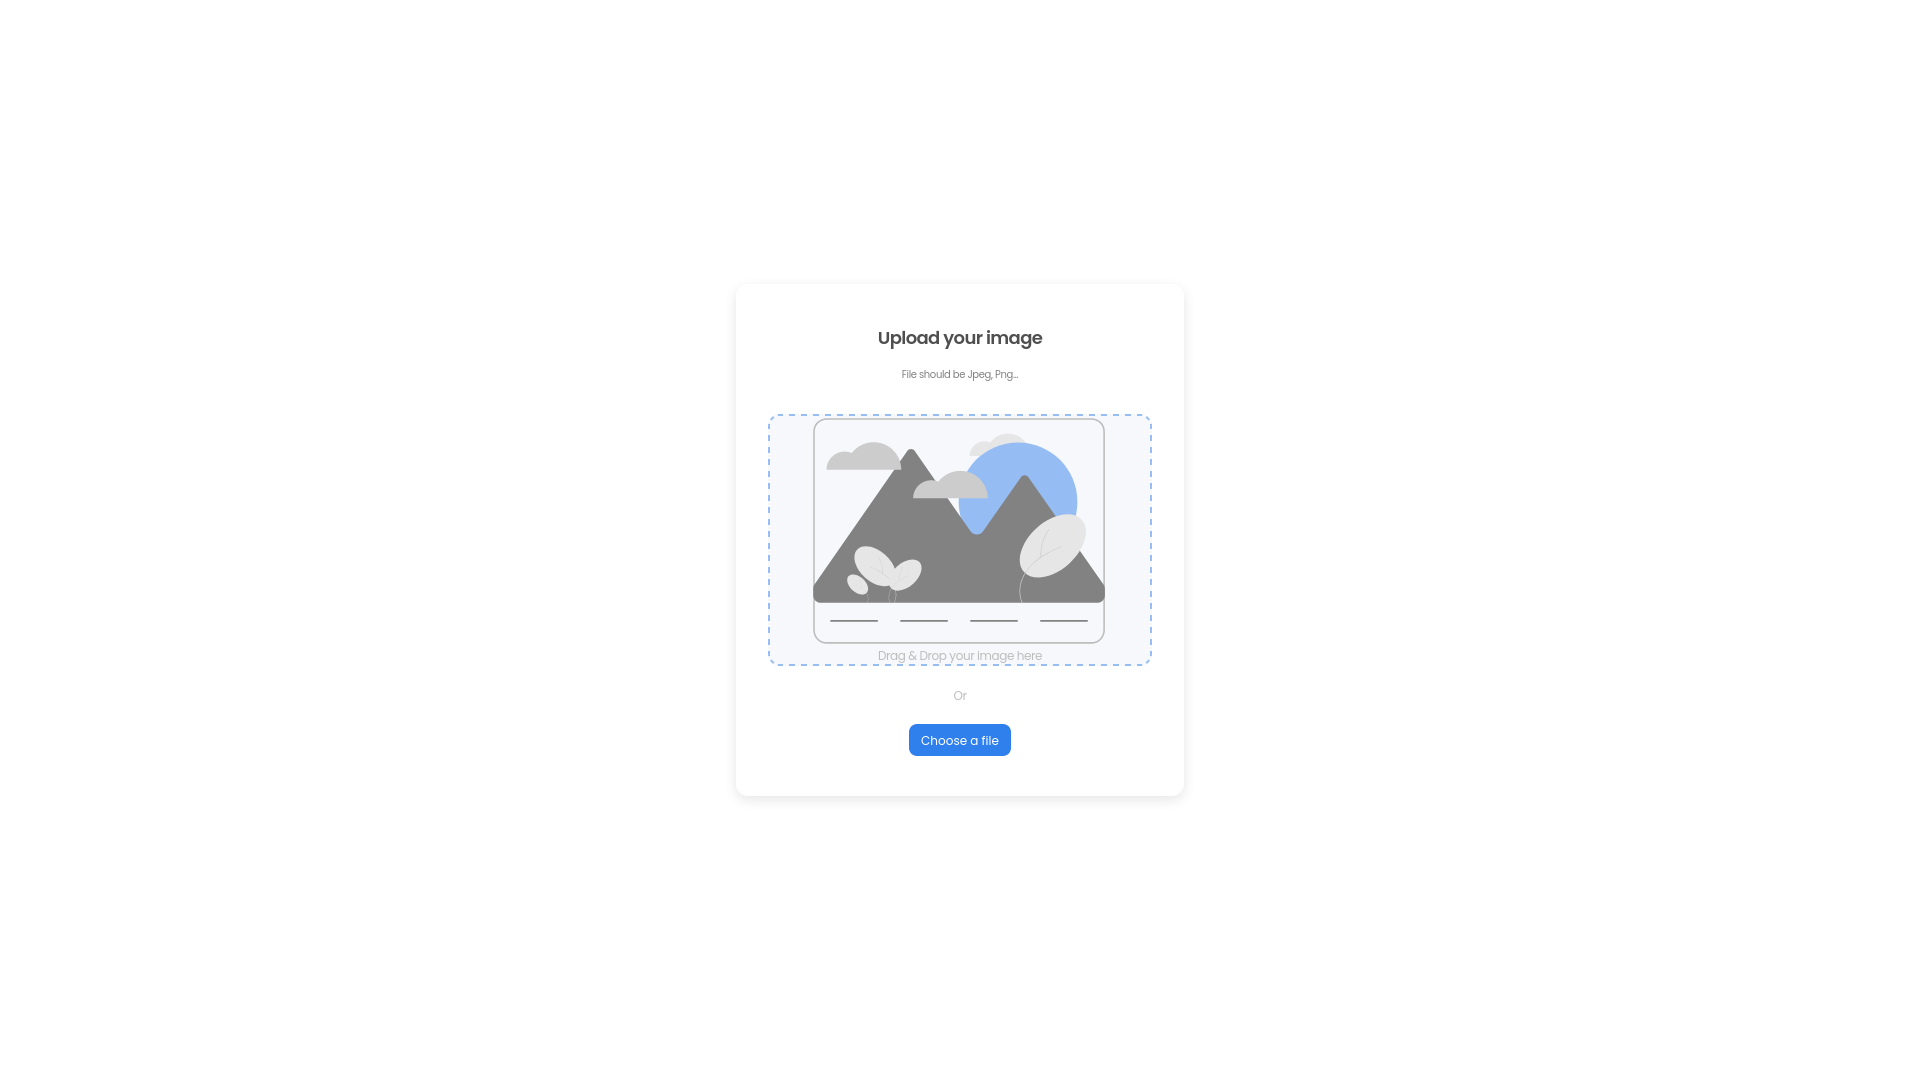 Upload your image
File should be Jpeg, Png...
Drag & Drop your image here
Or
Choose a file